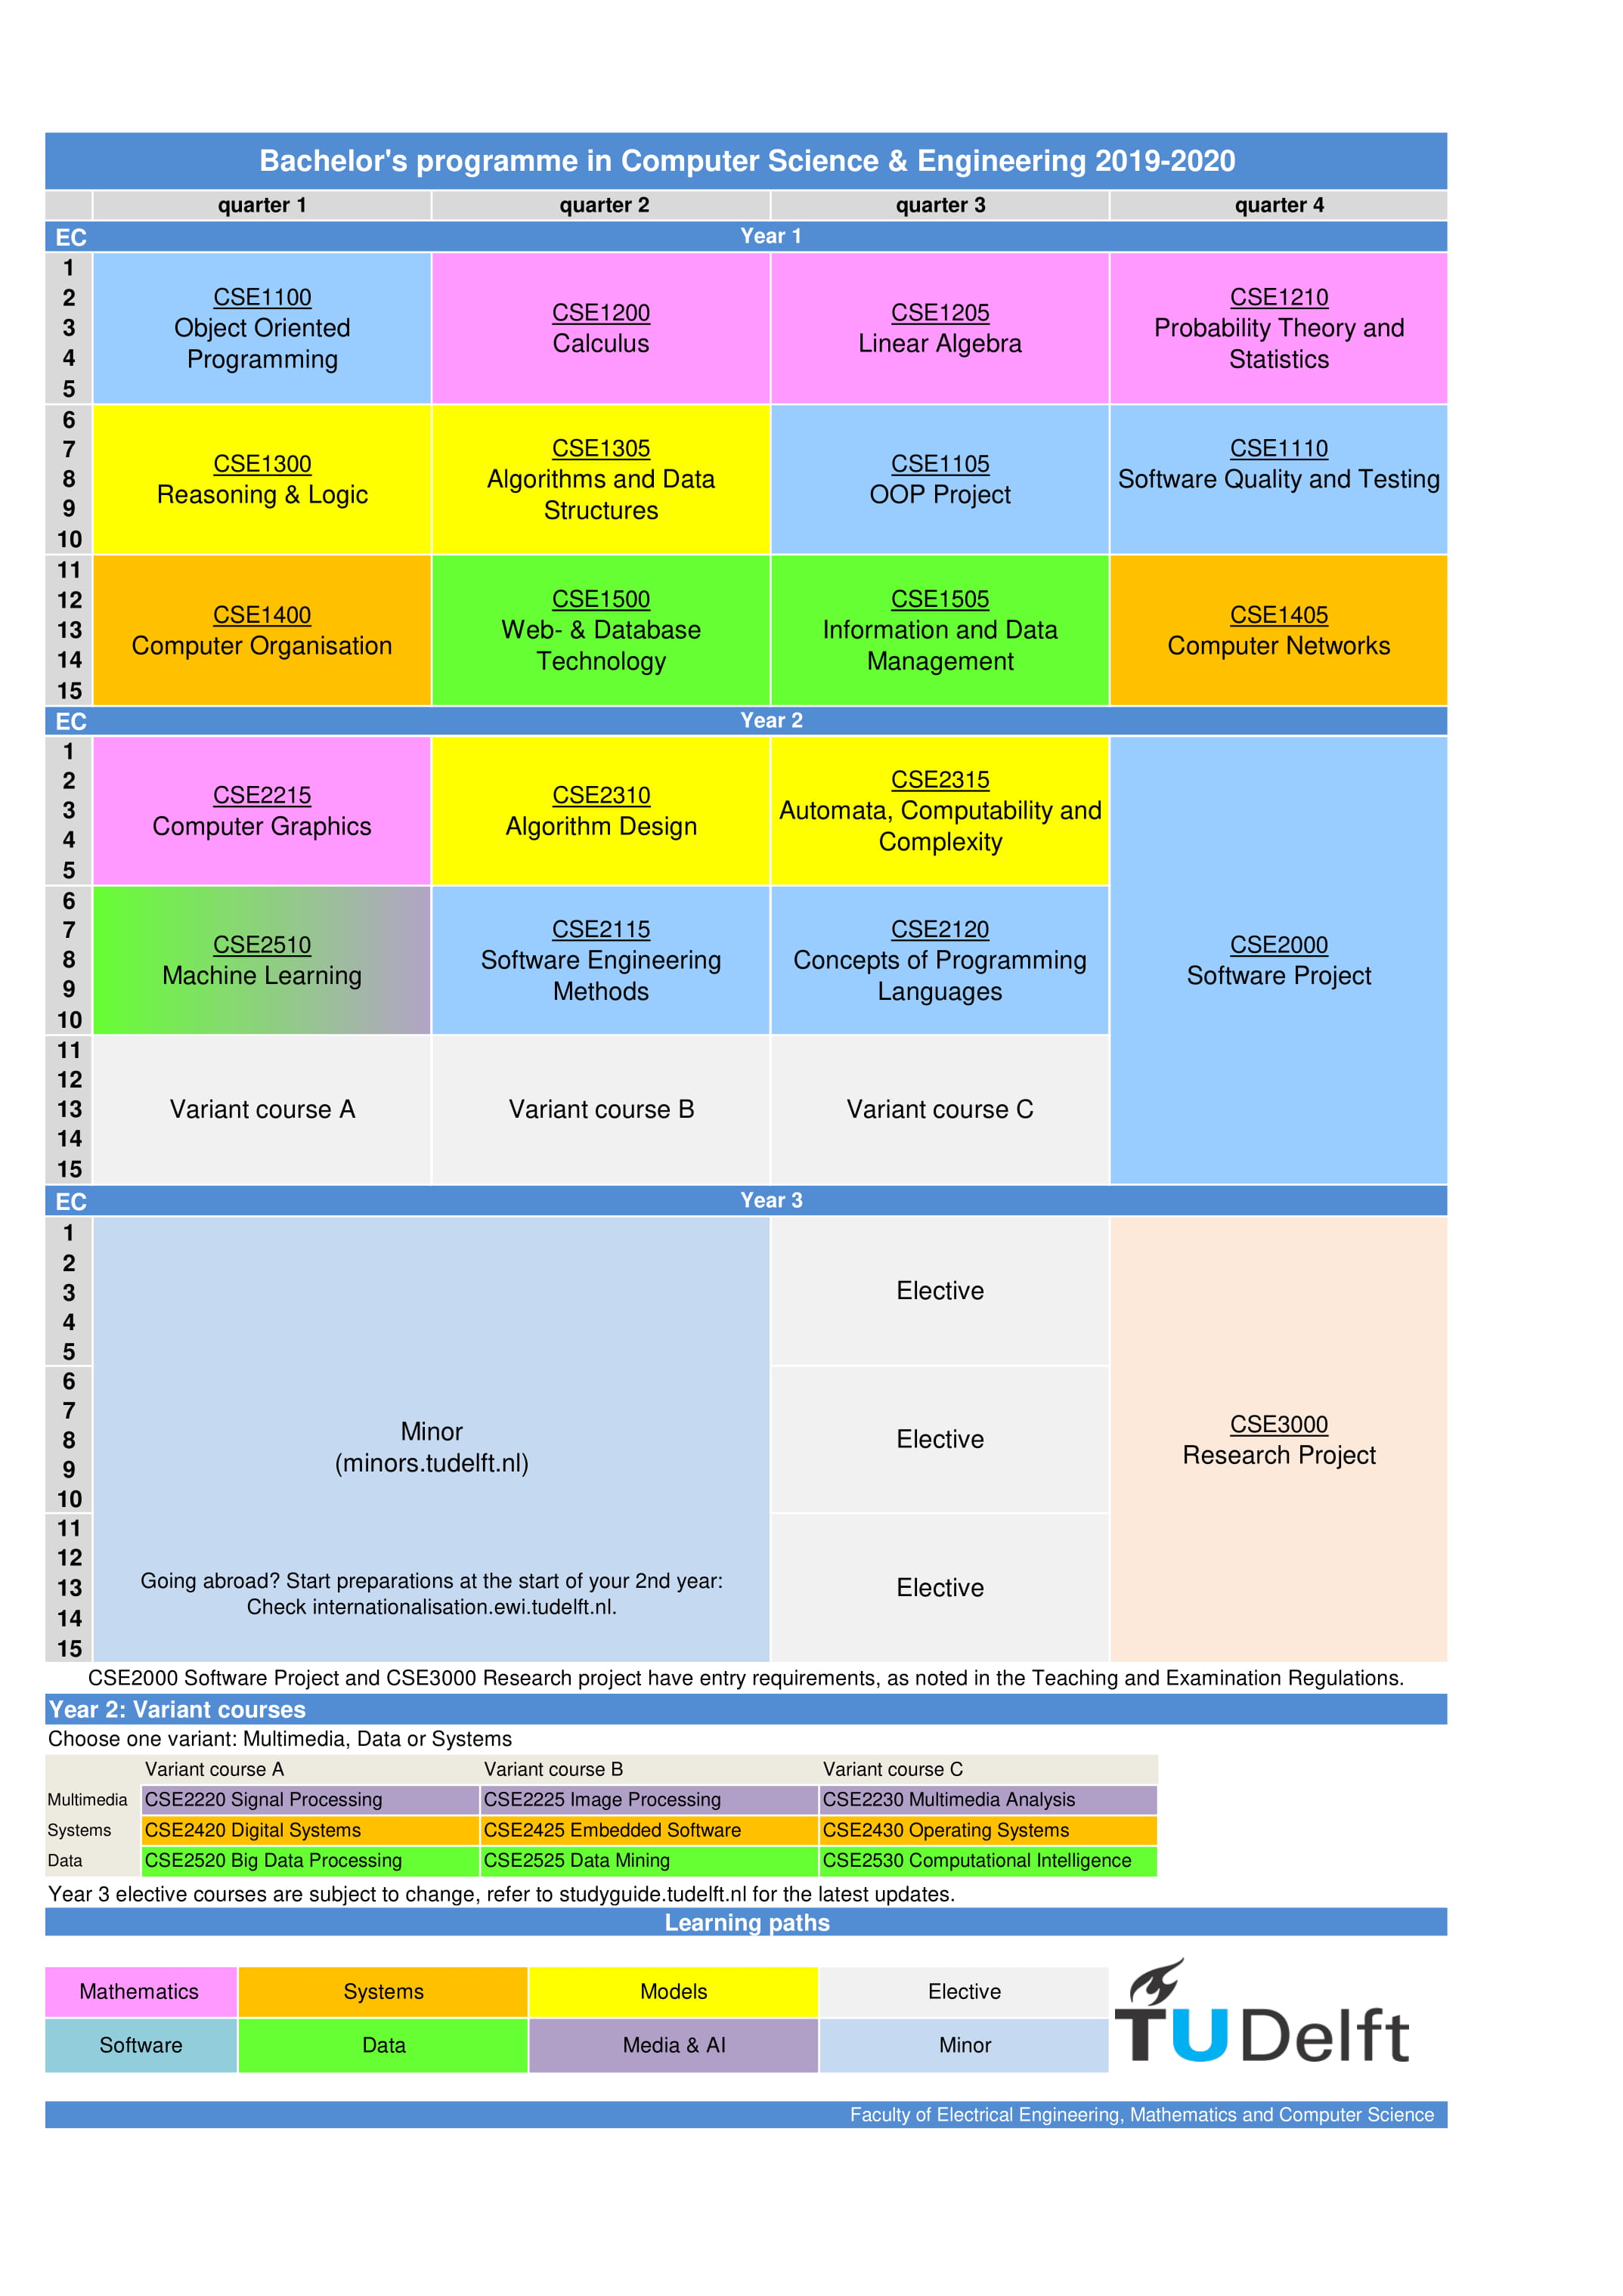 Bachelor's programme in Computer Science & Engineering 2019-2020
quarter 1 quarter 2 quarter 3 quarter 4
EC Year 1
1
2
3
4
5
CSE1100
Object Oriented
Programming
CSE1200
Calculus
CSE1205
Linear Algebra
CSE1210
Probability Theory and
Statistics
6
7
8
9
10
CSE1300
Reasoning & Logic
CSE1305
Algorithms and Data
Structures
CSE1105
OOP Project
CSE1110
Software Quality and Testing
11
12
13
14
15
CSE1400
Computer Organisation
CSE1500
Web- & Database
Technology
CSE1505
Information and Data
Management
CSE1405
Computer Networks
EC Year 2
1
2
3
4
5
CSE2215
Computer Graphics
CSE2310
Algorithm Design
CSE2315
Automata, Computability and
Complexity
6
7
8
9
10
CSE2510
Machine Learning
CSE2115
Software Engineering
Methods
CSE2120
Concepts of Programming
Languages
CSE2000
Software Project
11
12
13
14
15
Variant course A
Variant course B
Variant course C
EC Year 3
1
2
3
4
5
Elective
6
7
8
9
10
Minor
(minors.tudelft.nl)
Elective
CSE3000
Research Project
11
12
13
14
15
Going abroad? Start preparations at the start of your 2nd year:
Check internationalisation.ewi.tudelft.nl.
Elective
CSE2000 Software Project and CSE3000 Research project have entry requirements, as noted in the Teaching and Examination Regulations.
Year 2: Variant courses
Choose one variant: Multimedia, Data or Systems
Variant course A Variant course B Variant course C
Multimedia CSE2220 Signal Processing CSE2225 Image Processing CSE2230 Multimedia Analysis
Systems CSE2420 Digital Systems CSE2425 Embedded Software CSE2430 Operating Systems
Data CSE2520 Big Data Processing CSE2525 Data Mining CSE2530 Computational Intelligence
Year 3 elective courses are subject to change, refer to studyguide.tudelft.nl for the latest updates.
Learning paths
Mathematics Systems Models Elective
Software Data Media & AI Minor
TUDelft
Faculty of Electrical Engineering, Mathematics and Computer Science